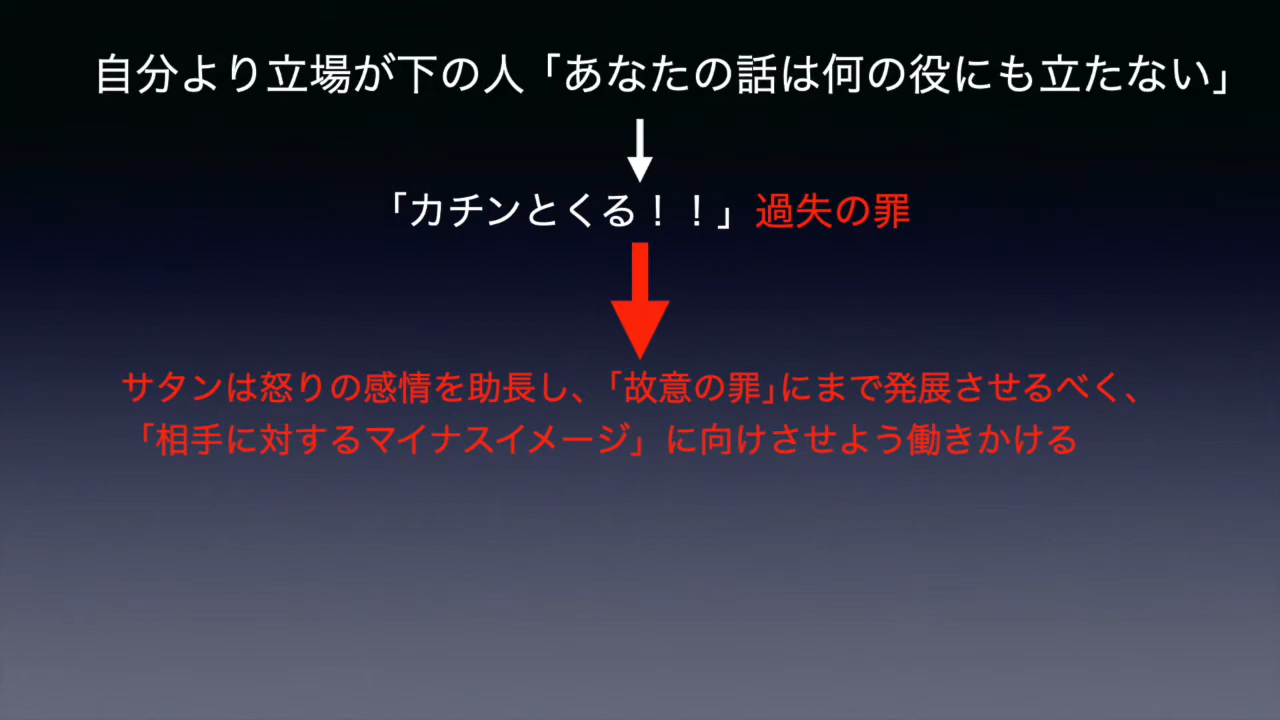 自分より立場が下の人「あなたの話は何の役にも立たない」
「カチンとくる！！」過失の罪
サタンは怒りの感情を助長し、「故意の罪」にまで発展させるべく、
「相手に対するマイナスイメージ」に向けさせよう働きかける